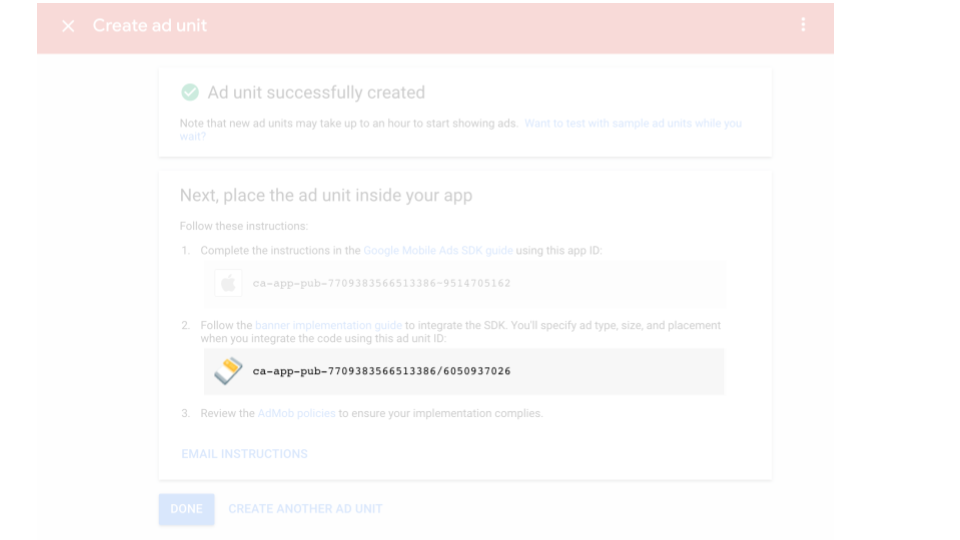 Create ad unit
Ad unit successfully created
Note that new ad units may take up to an hour to start showing ads. Want to test with sample ad units while you
wait?
Next, place the ad unit inside your app
Follow these instructions:
1. Complete the instructions in the Google Mobile Ads SDK guide using this app ID:
ca-app-pub-7709383566513386~9514705162
2. Follow the banner implementation guide to integrate the SDK. You'll specify ad type, size, and placement
when you integrate the code using this ad unit ID:
ca-app-pub-7709383566513386/6050937026
3. Review the AdMob policies to ensure your implementation complies.
EMAIL INSTRUCTIONS
DONE CREATE ANOTHER AD UNIT